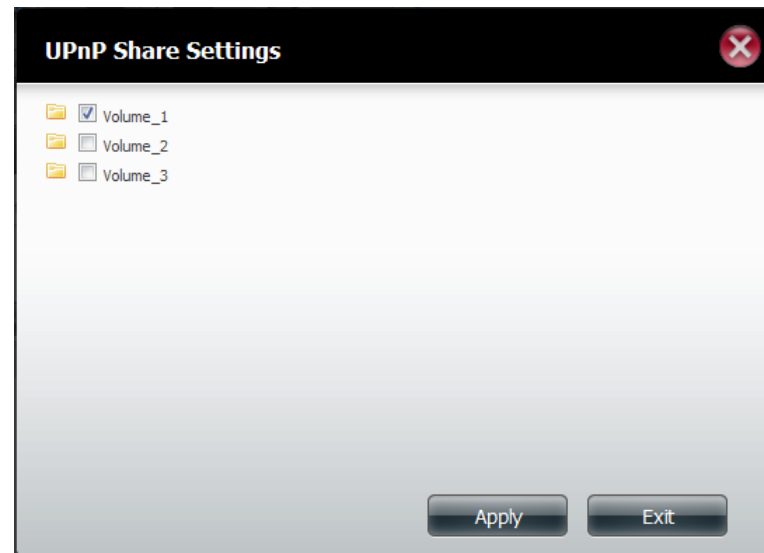 UPnP Share Settings
Volume_1
Volume_2
Volume_3
Apply
Exit